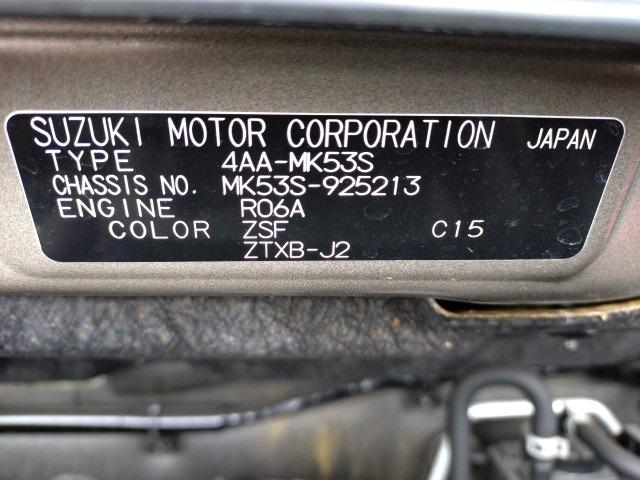 SUZUKI MOTOR CORPORATION JAPAN
TYPE 4AA-MK53S
CHASSIS NO. MK53S-925213
ENGINE R06A
COLOR ZSF C15
ZTXB-J2